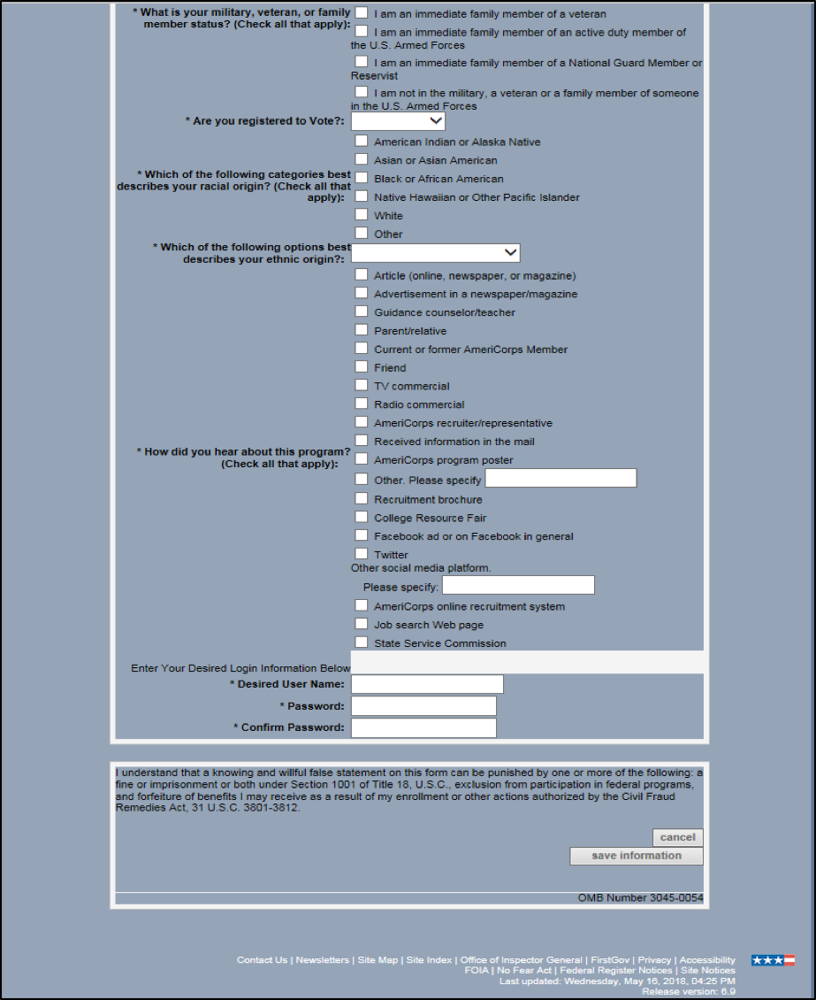 * What is your military, veteran, or family
member status? (Check all that apply):
I am an immediate family member of a veteran
I am an immediate family member of an active duty member of
the U.S. Armed Forces
I am an immediate family member of a National Guard Member or
Reservist
I am not in the military, a veteran or a family member of someone
in the U.S. Armed Forces
* Are you registered to Vote?:
* Which of the following categories best
describes your racial origin? (Check all that
apply):
American Indian or Alaska Native
Asian or Asian American
Black or African American
Native Hawaiian or Other Pacific Islander
White
Other
* Which of the following options best
describes your ethnic origin?:
* How did you hear about this program?
(Check all that apply):
Article (online, newspaper, or magazine)
Advertisement in a newspaper/magazine
Guidance counselor/teacher
Parent/relative
Current or former AmeriCorps Member
Friend
TV commercial
Radio commercial
AmeriCorps recruiter/representative
Received information in the mail
AmeriCorps program poster
Other. Please specify
Recruitment brochure
College Resource Fair
Facebook ad or on Facebook in general
Twitter
Other social media platform.
Please specify:
AmeriCorps online recruitment system
Job search Web page
State Service Commission
Enter Your Desired Login Information Below
* Desired User Name:
* Password:
* Confirm Password:
I understand that a knowing and willful false statement on this form can be punished by one or more of the following: a
fine or imprisonment or both under Section 1001 of Title 18, U.S.C., exclusion from participation in federal programs,
and forfeiture of benefits I may receive as a result of my enrollment or other actions authorized by the Civil Fraud
Remedies Act, 31 U.S.C. 3801-3812.
cancel
save information
OMB Number 3045-0054
Contact Us | Newsletters | Site Map | Site Index | Office of Inspector General | FirstGov | Privacy | Accessibility
FOIA | No Fear Act | Federal Register Notices | Site Notices
Last updated: Wednesday, May 16, 2018, 04:25 PM
Release version: 6.9